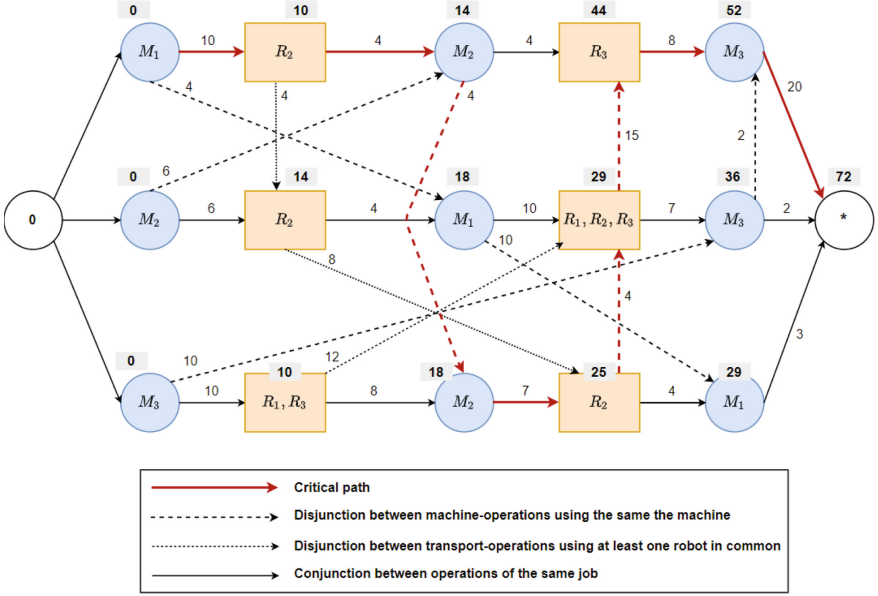 0 10 14 44 52
M₁ 10 R₂ 4 M₂ 4 R₃ 8 M₃
4 4 4 20
15
6 2
0 14 18 29 36 72
0 M₂ 6 R₂ 4 M₁ 10 R₁, R₂, R₃ 7 M₃ 2 *
10
8
4
3
0 10 12 18 25 29
10
M₃ 10 R₁, R₃ 8 M₂ 7 R₂ 4 M₁
Critical path
Disjunction between machine-operations using the same the machine
Disjunction between transport-operations using at least one robot in common
Conjunction between operations of the same job